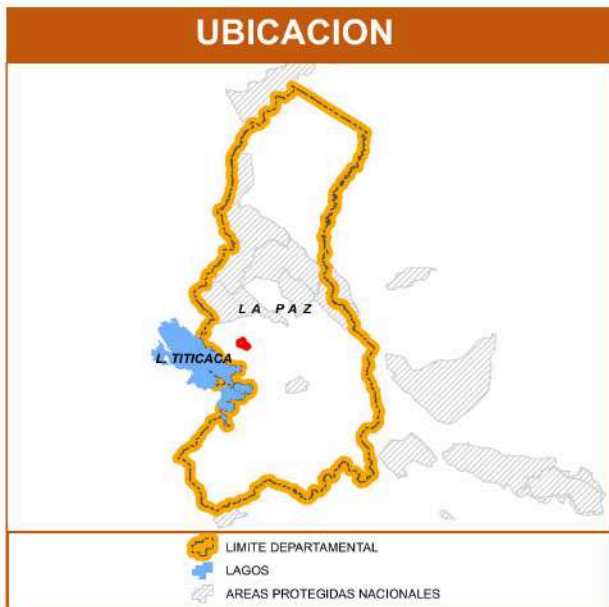 UBICACION
LA PAZ
L. TITICACA
LIMITE DEPARTAMENTAL
LAGOS
AREAS PROTEGIDAS NACIONALES